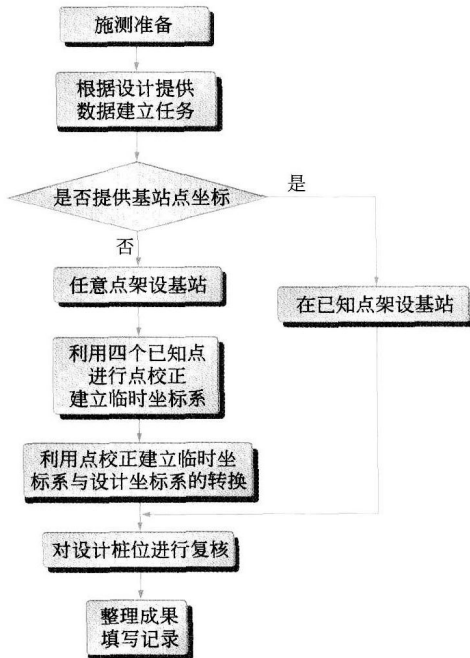 施测准备
根据设计提供
数据建立任务
是否提供基站点坐标
是
否
任意点架设基站
在已知点架设基站
利用四个已知点
进行点校正
建立临时坐标系
利用点校正建立临时坐
标系与设计坐标系的转换
对设计桩位进行复核
整理成果
填写记录